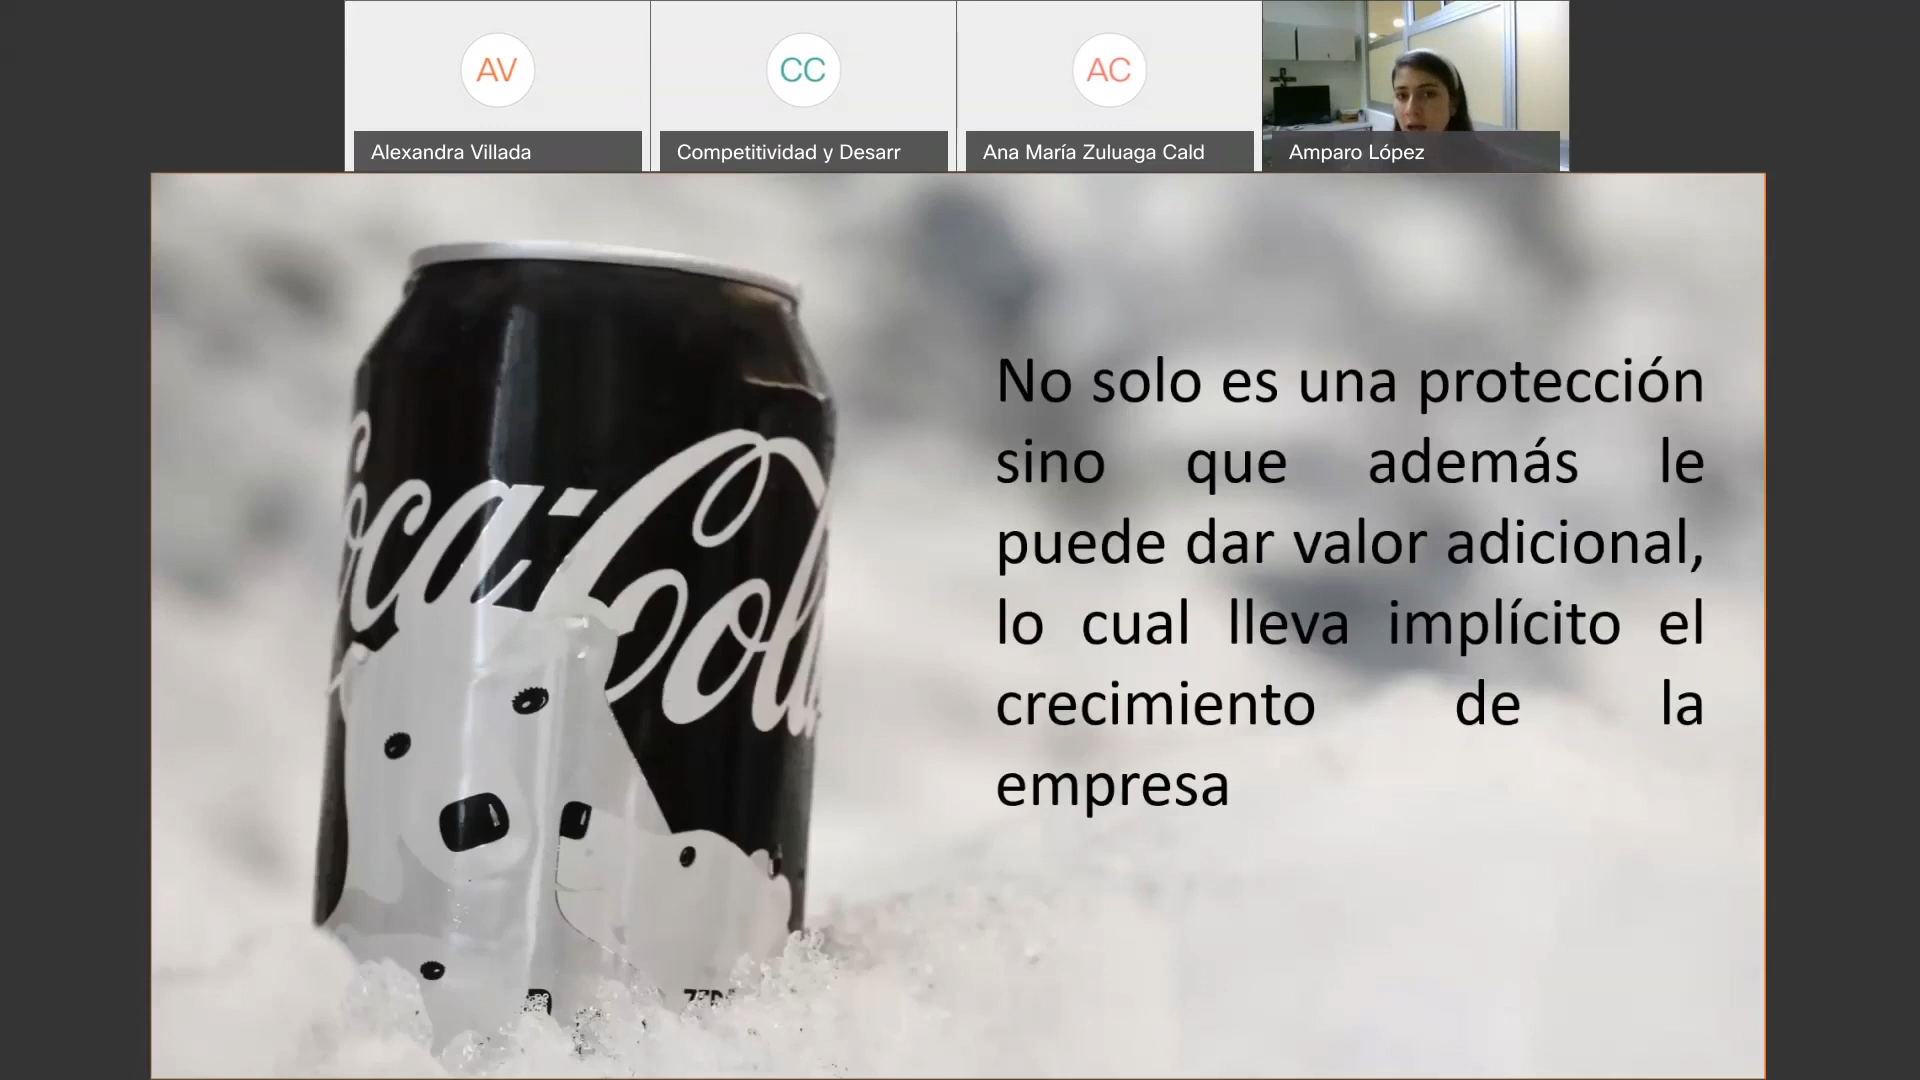 AV
CC
AC
Alexandra Villada
Competitividad y Desarr
Ana María Zuluaga Cald
Amparo López
Coca-Cola
No solo es una protección
sino que además le
puede dar valor adicional,
lo cual lleva implícito el
crecimiento de la
empresa